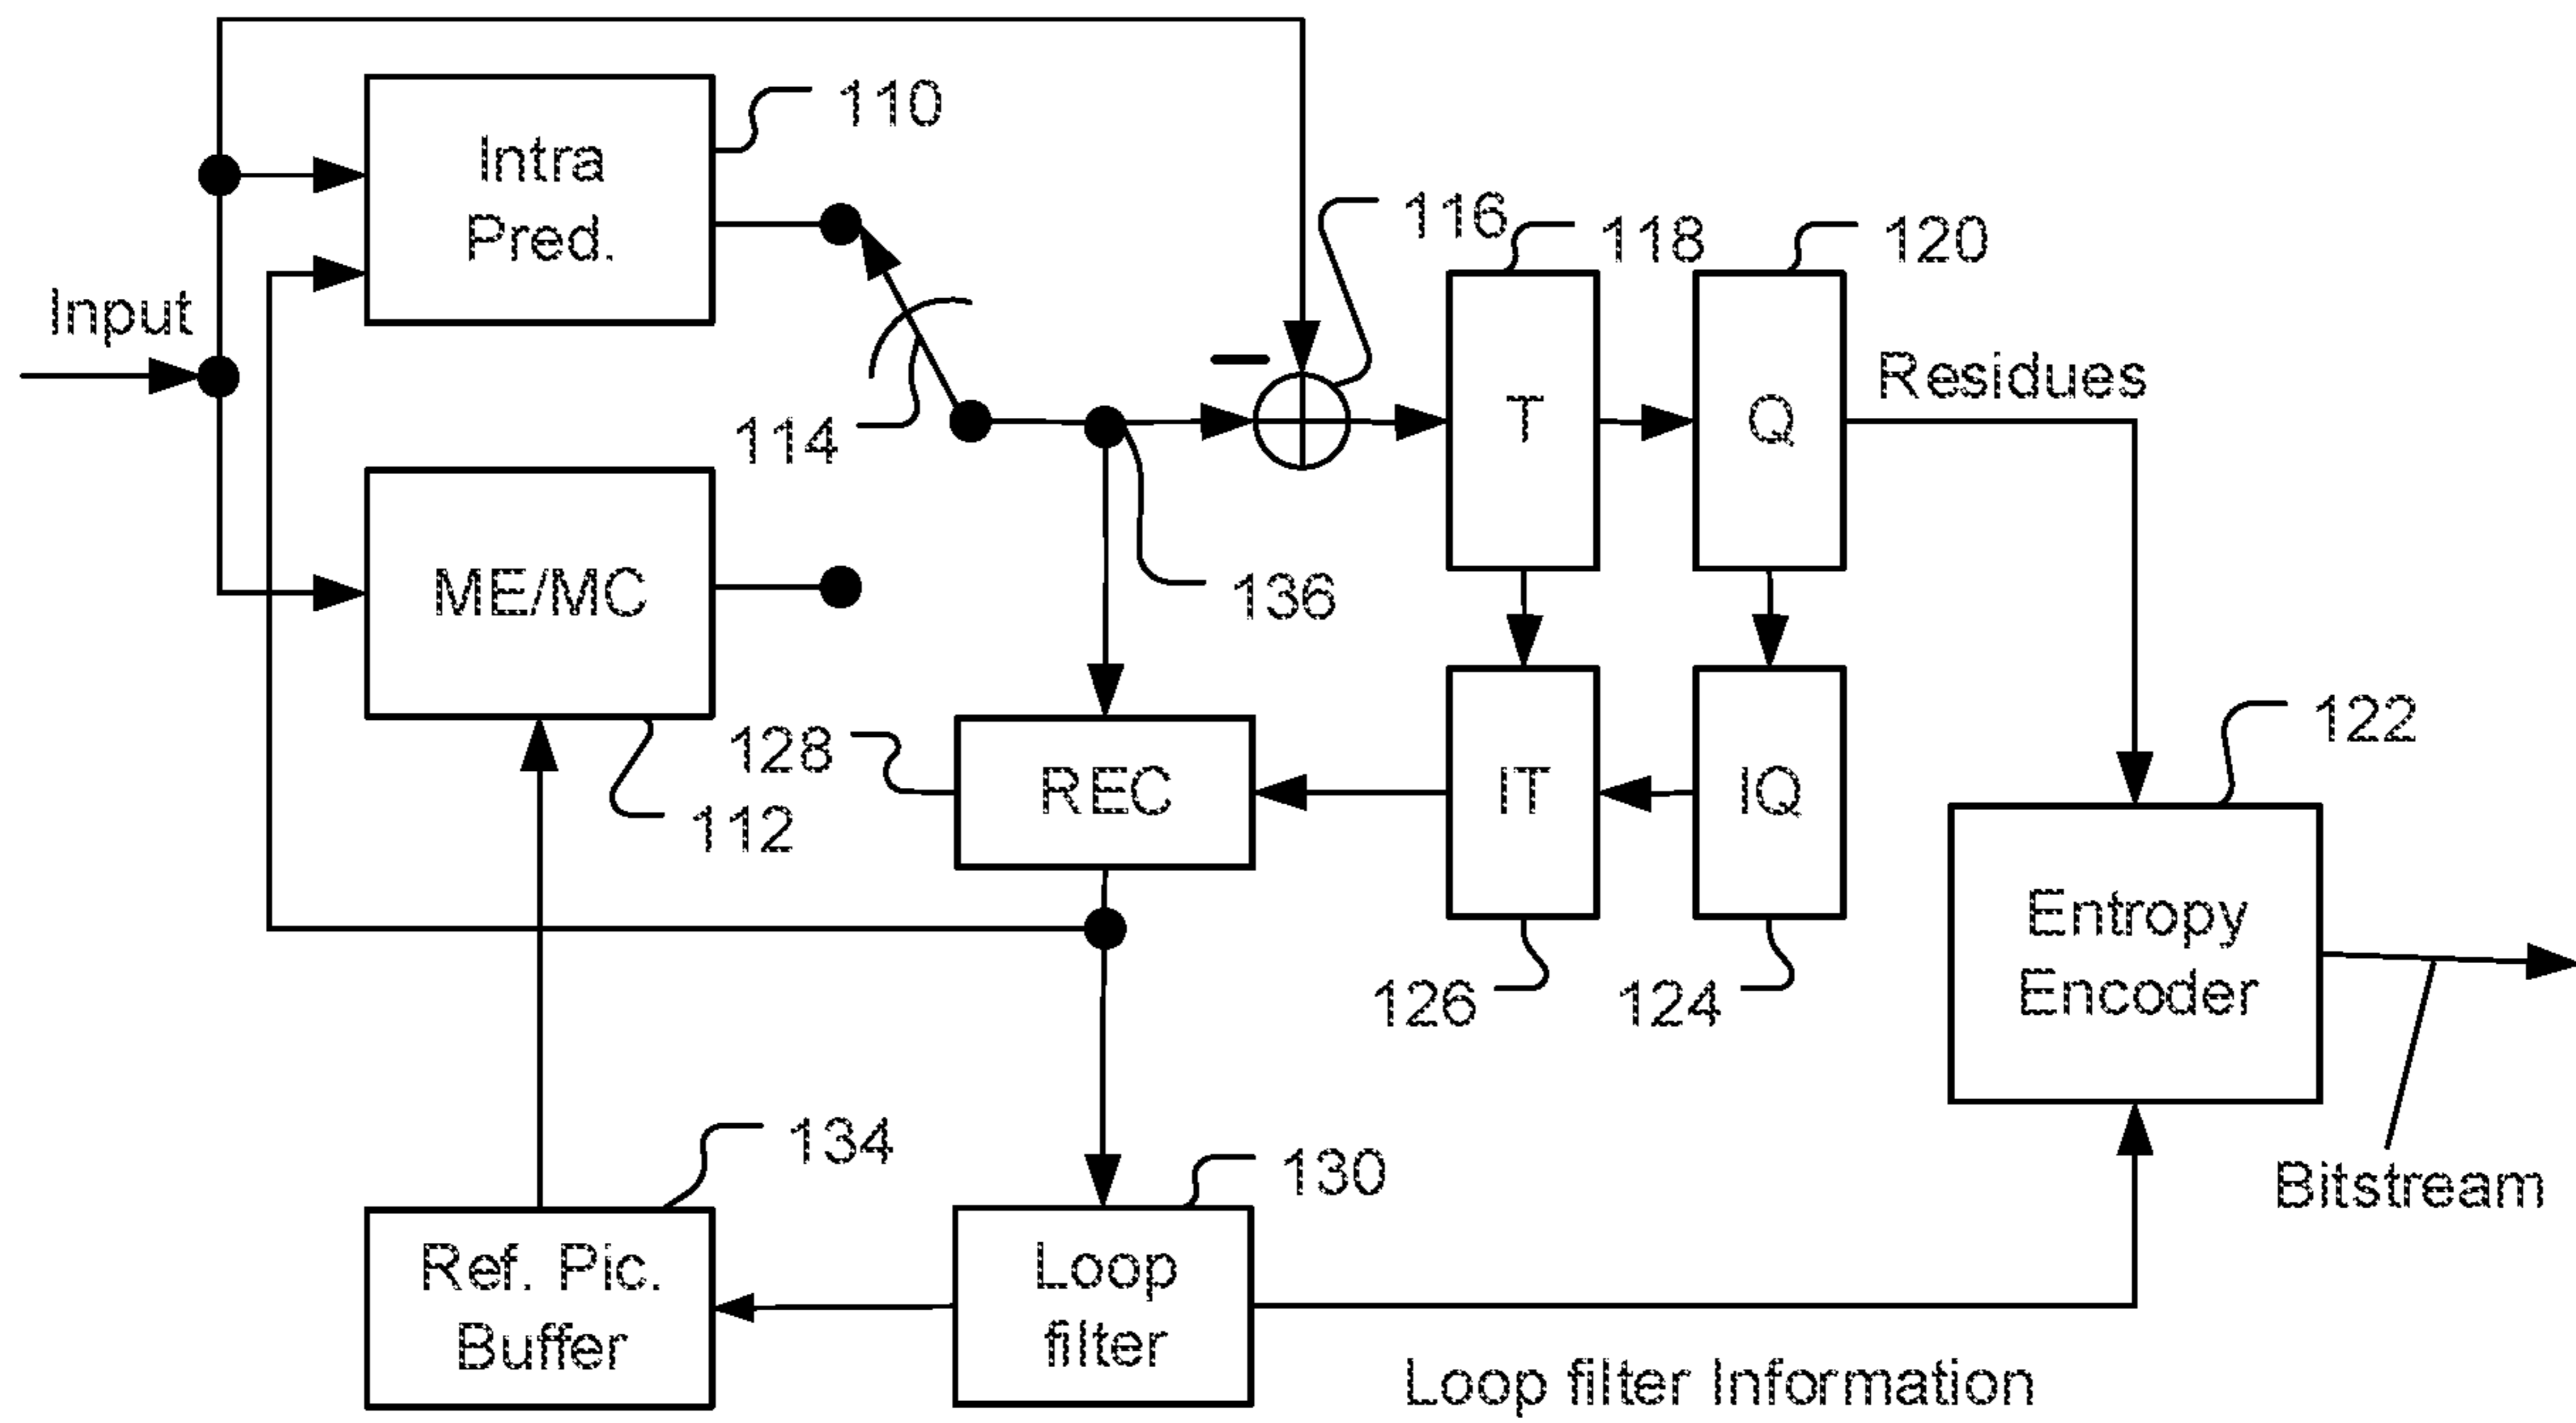 110
Intra
Pred.
Input
116
118
120
Residues
T
Q
114
ME/MC
136
122
128
REC
IT
IQ
112
Entropy
Encoder
126
124
134
130
Bitstream
Ref. Pic.
Buffer
Loop
filter
Loop filter Information